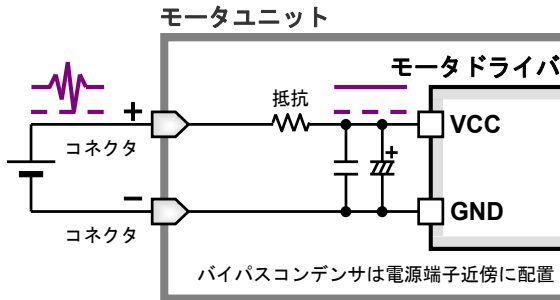 モータユニット
モータドライバ
抵抗
+
コネクタ
+
VCC
−
GND
コネクタ
バイパスコンデンサは電源端子近傍に配置